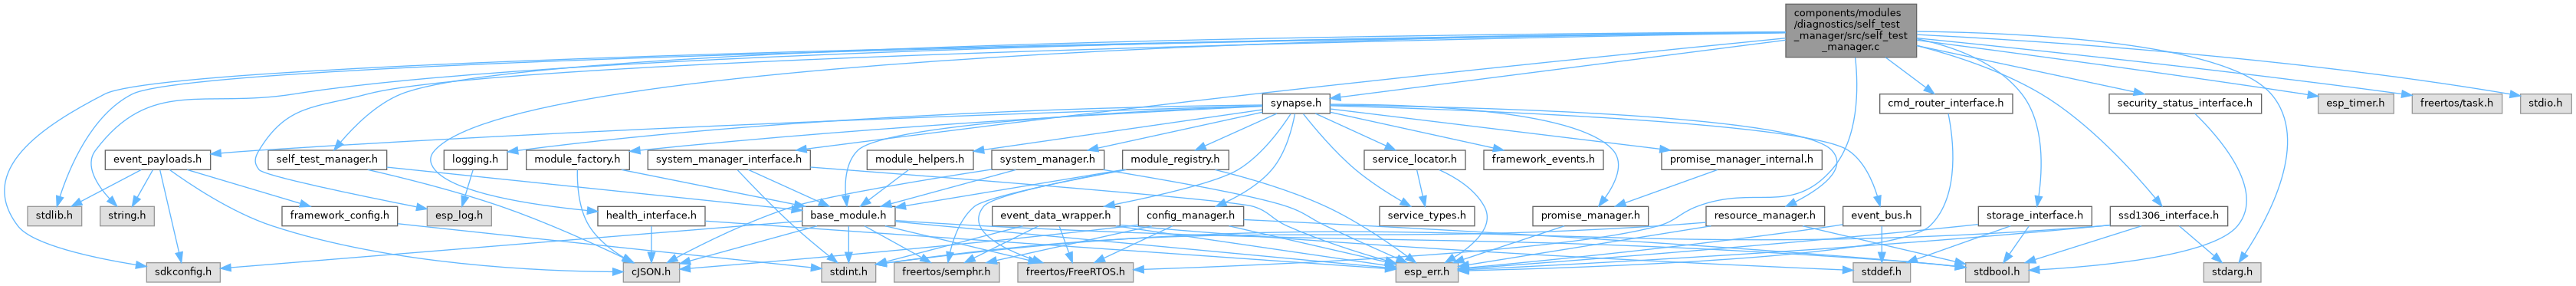 components/modules
/diagnostics/self_test
_manager/src/self_test
_manager.c
synapse.h
cmd_router_interface.h
security_status_interface.h
esp_timer.h
freertos/task.h
stdio.h
event_payloads.h
self_test_manager.h
logging.h
module_factory.h
system_manager_interface.h
module_helpers.h
system_manager.h
module_registry.h
service_locator.h
framework_events.h
promise_manager_internal.h
stdlib.h
string.h
framework_config.h
esp_log.h
health_interface.h
base_module.h
event_data_wrapper.h
config_manager.h
service_types.h
promise_manager.h
resource_manager.h
event_bus.h
storage_interface.h
ssd1306_interface.h
sdkconfig.h
cJSON.h
stdint.h
freertos/semphr.h
freertos/FreeRTOS.h
esp_err.h
stddef.h
stdbool.h
stdarg.h